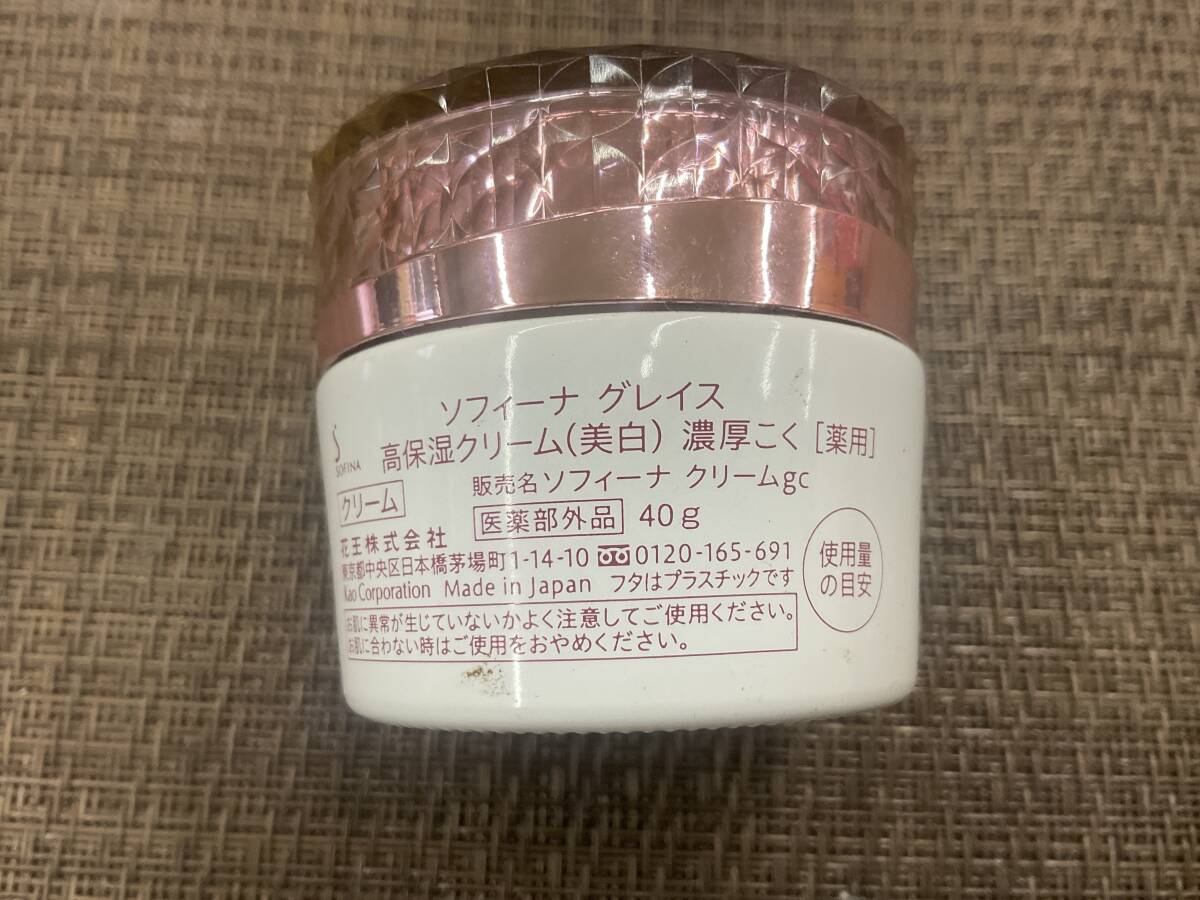 ソフィーナ グレイス
SOFINA
高保湿クリーム(美白) 濃厚こく [薬用]
販売名ソフィーナ クリームgc
クリーム
医薬部外品 40g
花王株式会社
東京都中央区日本橋茅場町1-14-10 0120-165-691
Kao Corporation Made in Japan フタはプラスチックです
お肌に異常が生じていないかよく注意してご使用ください。
お肌に合わない時はご使用をおやめください。
使用量
の目安